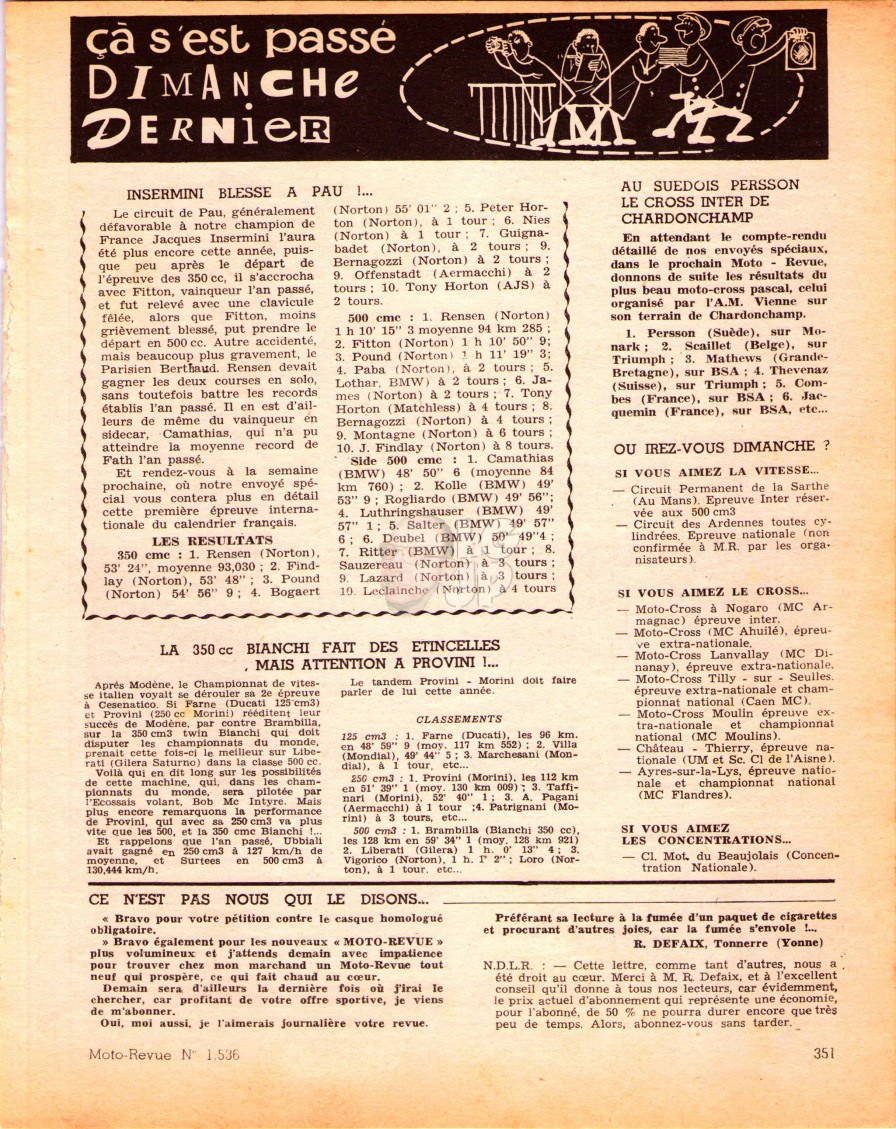 çà s'est passé
DIMANCHE
DERNIER
INSERMINI BLESSE A PAU !...
Le circuit de Pau, généralement
défavorable à notre champion de
France Jacques Insermini l'aura
été plus encore cette année, puis-
que peu après le départ de
l'épreuve des 350 cc, il s'accrocha
avec Fitton, vainqueur l'an passé,
et fut relevé avec une clavicule
fêlée, alors que Fitton, moins
grièvement blessé, put prendre le
départ en 500 cc. Autre accidenté,
mais beaucoup plus gravement, le
Parisien Berthaud. Rensen devait
gagner les deux courses en solo,
sans toutefois battre les records
établis l'an passé. Il en est d'ail-
leurs de même du vainqueur en
sidecar, Camathias, qui n'a pu
atteindre la moyenne record de
Fath l'an passé.
Et rendez-vous à la semaine
prochaine, où notre envoyé spé-
cial vous contera plus en détail
cette première épreuve interna-
tionale du calendrier français.
LES RESULTATS
350 cmc : 1. Rensen (Norton),
53' 24", moyenne 93,030 ; 2. Find-
lay (Norton), 53' 48" ; 3. Pound
(Norton) 54' 56" 9 ; 4. Bogaert
(Norton) 55' 01" 2 ; 5. Peter Hor-
ton (Norton), à 1 tour ; 6. Nies
(Norton) à 1 tour ; 7. Guigna-
badet (Norton), à 2 tours ; 9.
Bernagozzi (Norton) à 2 tours ;
9. Offenstadt (Aermacchi) à 2
tours ; 10. Tony Horton (AJS) à
2 tours.
500 cmc : 1. Rensen (Norton)
1 h 10' 15" 3 moyenne 94 km 285 ;
2. Fitton (Norton) 1 h 10' 50" 9;
3. Pound (Norton) 1 h 11' 19" 3;
4. Paba (Norton), à 2 tours ; 5.
Lothar, BMW) à 2 tours ; 6. Ja-
mes (Norton) à 2 tours ; 7. Tony
Horton (Matchless) à 4 tours ; 8.
Bernagozzi (Norton) à 4 tours ;
9. Montagne (Norton) à 6 tours ;
10. J. Findlay (Norton) à 8 tours.
Side 500 cmc : 1. Camathias
(BMW) 48' 50" 6 (moyenne 84
km 760) ; 2. Kolle (BMW) 49'
53" 9 ; Rogliardo (BMW) 49' 56";
4. Luthringshauser (BMW) 49'
57" 1 ; 5. Salter (BMW) 49' 57"
6 ; 6. Deubel (BMW) 50' 49"4 ;
7. Ritter (BMW) à 1 tour ; 8.
Sauzereau (Norton) à 3 tours ;
9. Lazard (Norton) à 3 tours ;
10. Leclainche (Norton) à 4 tours
AU SUEDOIS PERSSON
LE CROSS INTER DE
CHARDONCHAMP
En attendant le compte-rendu
détaillé de nos envoyés spéciaux,
dans le prochain Moto - Revue,
donnons de suite les résultats du
plus beau moto-cross pascal, celui
organisé par l'A.M. Vienne sur
son terrain de Chardonchamp.
1. Persson (Suède), sur Mo-
nark ; 2. Scaillet (Belge), sur
Triumph ; 3. Mathews (Grande-
Bretagne), sur BSA ; 4. Thevenaz
(Suisse), sur Triumph ; 5. Com-
bes (France), sur BSA ; 6. Jac-
quemin (France), sur BSA, etc...
OU IREZ-VOUS DIMANCHE ?
SI VOUS AIMEZ LA VITESSE...
— Circuit Permanent de la Sarthe
(Au Mans). Epreuve Inter réser-
vée aux 500 cm3
— Circuit des Ardennes toutes cy-
lindrées. Epreuve nationale (non
confirmée à M.R. par les orga-
nisateurs)
SI VOUS AIMEZ LE CROSS...
— Moto-Cross à Nogaro (MC Ar-
magnac) épreuve inter.
— Moto-Cross (MC Ahuilé), épreu-
ve extra-nationale.
— Moto-Cross Lanvallay (MC Di-
nanay), épreuve extra-nationale.
— Moto-Cross Tilly - sur - Seulles.
épreuve extra-nationale et cham-
pionnat national (Caen MC).
— Moto-Cross Moulin épreuve ex-
tra-nationale et championnat
national (MC Moulins).
— Château - Thierry, épreuve na-
tionale (UM et Sc. Cl de l'Aisne).
— Ayres-sur-la-Lys, épreuve natio-
nale et championnat national
(MC Flandres).
SI VOUS AIMEZ
LES CONCENTRATIONS...
— Cl. Mot. du Beaujolais (Concen-
tration Nationale).
LA 350 cc BIANCHI FAIT DES ETINCELLES
, MAIS ATTENTION A PROVINI !...
Après Modène, le Championnat de vites-
se italien voyait se dérouler sa 2e épreuve
à Cesenatico. Si Farne (Ducati 125 cm3)
et Provini (250 cc Morini) rééditent leur
succès de Modène, par contre Brambilla,
sur la 350 cm3 twin Bianchi qui doit
disputer les championnats du monde,
prenait cette fois-ci le meilleur sur Libe-
rati (Gilera Saturno) dans la classe 500 cc.
Voilà qui en dit long sur les possibilités
de cette machine, qui, dans les cham-
pionnats du monde, sera pilotée par
l'Ecossais volant, Bob Mc Intyre. Mais
plus encore remarquons la performance
de Provini, qui avec sa 250 cm3 va plus
vite que les 500, et la 350 cmc Bianchi !...
Et rappelons que l'an passé, Ubbiali
avait gagné en 250 cm3 à 127 km/h de
moyenne, et Surtees en 500 cm3 à
130,444 km/h.
Le tandem Provini - Morini doit faire
parler de lui cette année.
CLASSEMENTS
125 cm3 : 1. Farne (Ducati), les 96 km.
en 48' 59" 9 (moy. 117 km 552) ; 2. Villa
(Mondial), 49' 44" 5 ; 3. Marchesani (Mon-
dial), à 1 tour, etc...
250 cm3 : 1. Provini (Morini), les 112 km
en 51' 39" 1 (moy. 130 km 009) ; 3. Taffi-
nari (Morini), 52' 40" 1 ; 3. A. Pagani
(Aermacchi) à 1 tour ;4. Patrignani (Mo-
rini) à 3 tours, etc...
500 cm3 : 1. Brambilla (Bianchi 350 cc),
les 128 km en 59' 34" 1 (moy. 128 km 921)
2. Liberati (Gilera) 1 h. 0' 13" 4 ; 3.
Vigorico (Norton), 1 h. 1' 2" ; Loro (Nor-
ton), à 1 tour. etc...
CE N'EST PAS NOUS QUI LE DISONS...
« Bravo pour votre pétition contre le casque homologué
obligatoire.
» Bravo également pour les nouveaux « MOTO-REVUE »
plus volumineux et j'attends demain avec impatience
pour trouver chez mon marchand un Moto-Revue tout
neuf qui prospère, ce qui fait chaud au cœur.
Demain sera d'ailleurs la dernière fois où j'irai le
chercher, car profitant de votre offre sportive, je viens
de m'abonner.
Oui, moi aussi, je l'aimerais journalière votre revue.
Préférant sa lecture à la fumée d'un paquet de cigarettes
et procurant d'autres joies, car la fumée s'envole !...
R. DEFAIX, Tonnerre (Yonne)
N.D.L.R. : — Cette lettre, comme tant d'autres, nous a
été droit au cœur. Merci à M. R. Defaix, et à l'excellent
conseil qu'il donne à tous nos lecteurs, car évidemment,
le prix actuel d'abonnement qui représente une économie,
pour l'abonné, de 50 % ne pourra durer encore que très
peu de temps. Alors, abonnez-vous sans tarder.
Moto-Revue N° 1.536
351